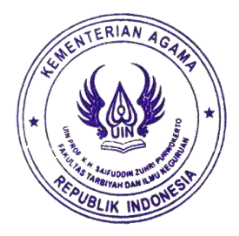 KEMENTERIAN AGAMA
UIN PROF. K.H. SAIFUDDIN ZUHRI PURWOKERTO
FAKULTAS TARBIYAH DAN ILMU KEGURUAN
UIN
REPUBLIK INDONESIA